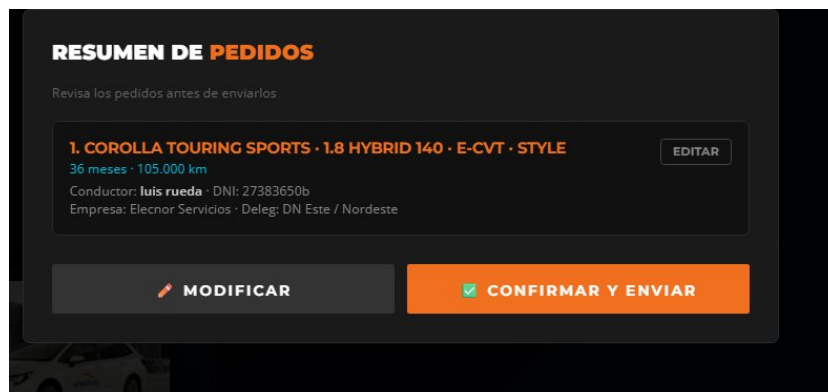 RESUMEN DE PEDIDOS
Revisa los pedidos antes de enviarlos
1. COROLLA TOURING SPORTS · 1.8 HYBRID 140 · E-CVT · STYLE
EDITAR
36 meses · 105.000 km
Conductor: luis rueda · DNI: 27383650b
Empresa: Elecnor Servicios · Deleg: DN Este / Nordeste
MODIFICAR
CONFIRMAR Y ENVIAR